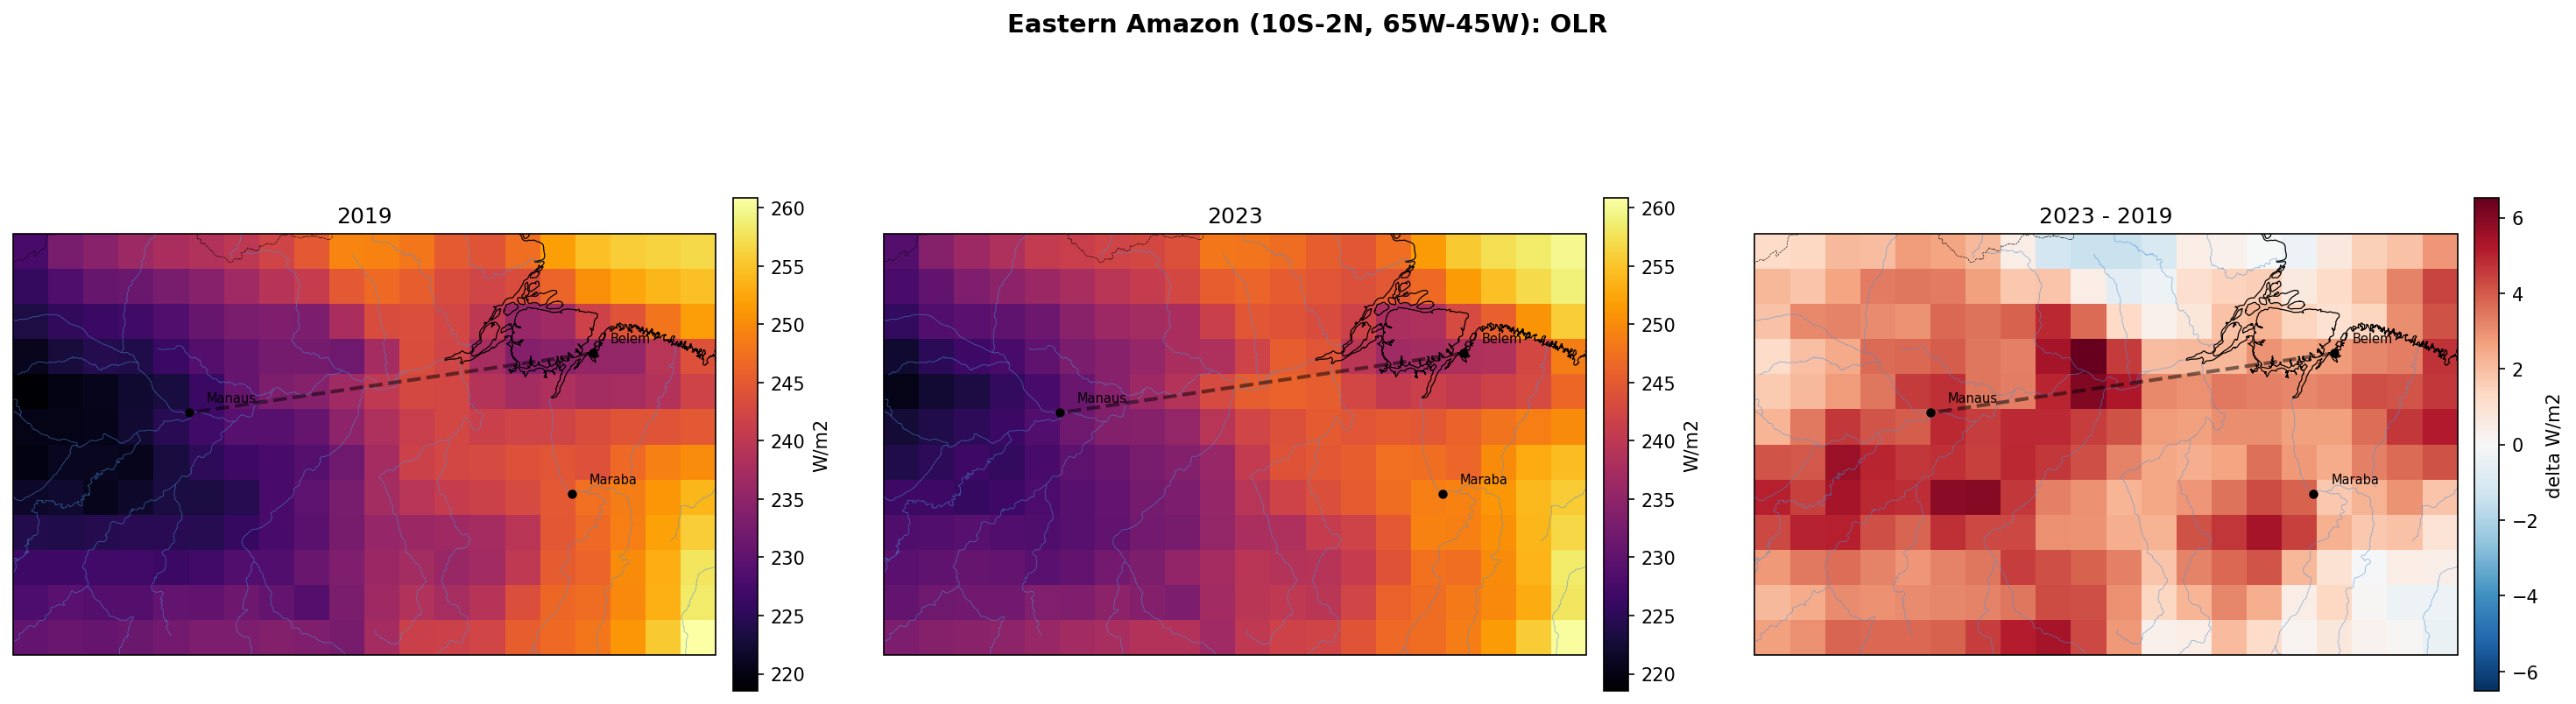 Eastern Amazon (10S-2N, 65W-45W): OLR
2019
260
255
250
245
240
235
230
225
220
W/m2
Belem
Manaus
Maraba
2023
260
255
250
245
240
235
230
225
220
W/m2
Belem
Manaus
Maraba
2023 - 2019
6
4
2
0
−2
−4
−6
delta W/m2
Belem
Manaus
Maraba